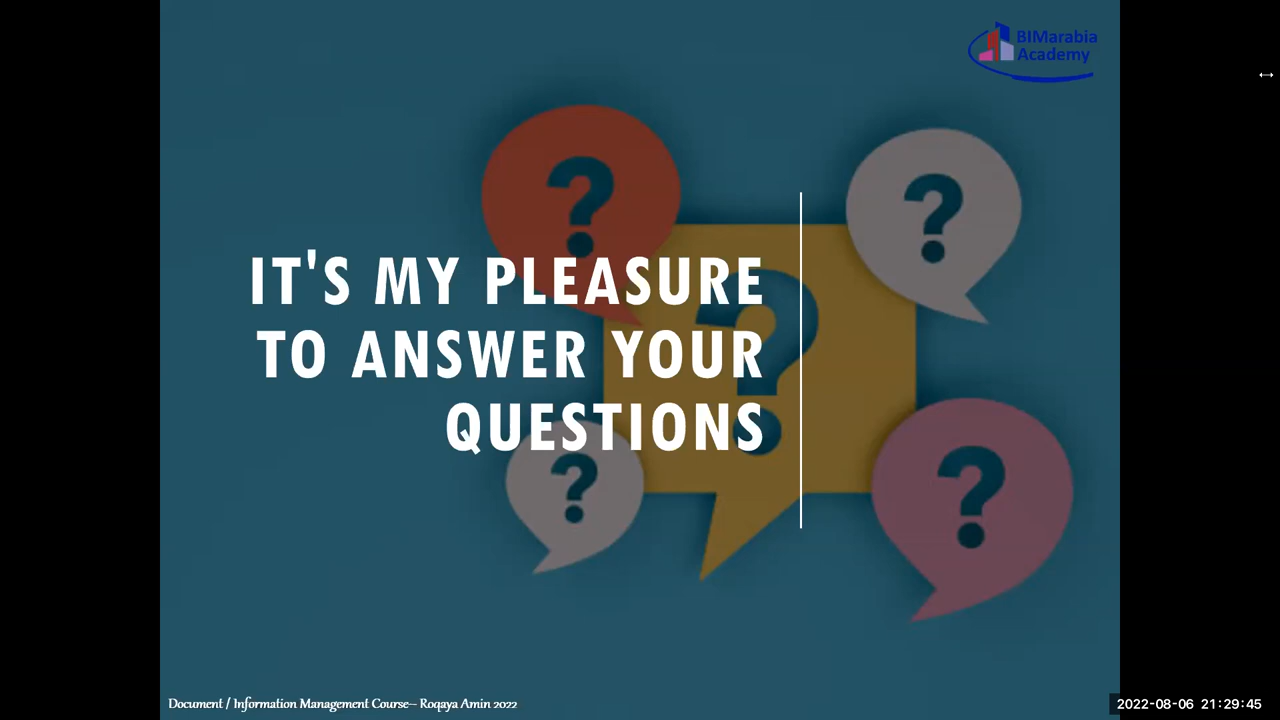 BIMarabia
Academy
?
?
IT'S MY PLEASURE
?
TO ANSWER YOUR
QUESTIONS
?
?
Document / Information Management Course– Roqaya Amin 2022
2022-08-06 21:29:45